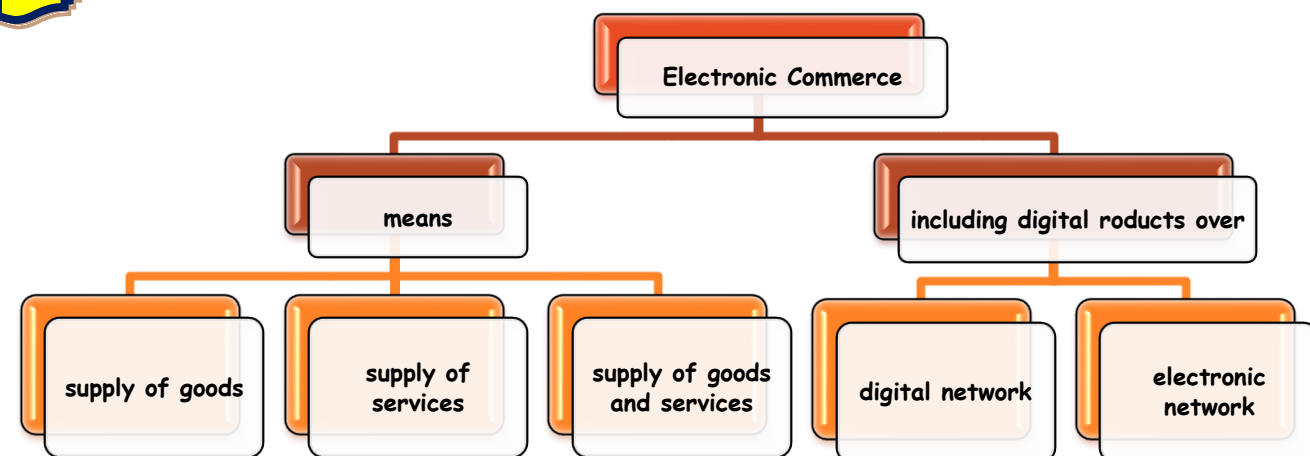 Electronic Commerce
means
including digital roducts over
supply of goods
supply of
services
supply of goods
and services
digital network
electronic
network